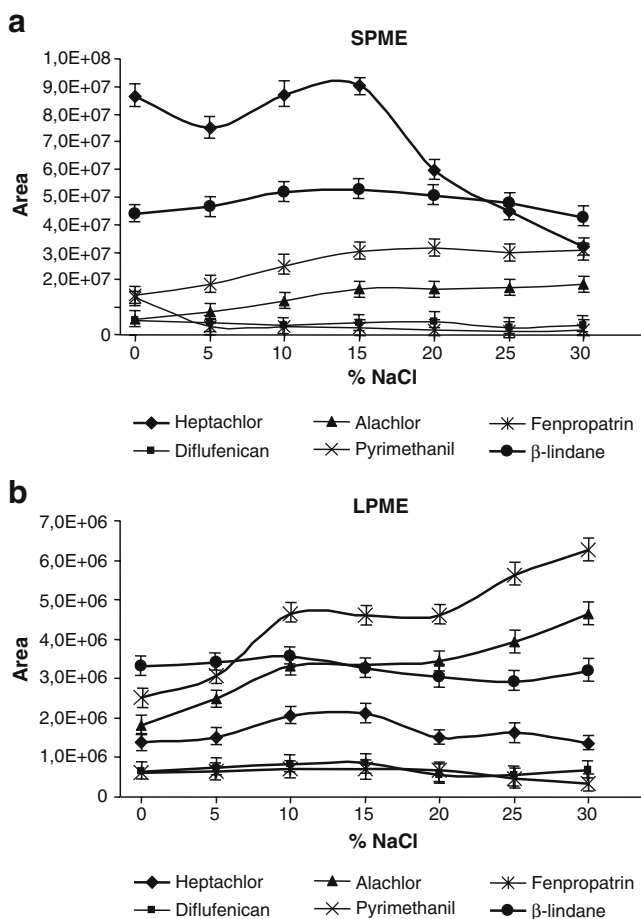 a
SPME
1,0E+08
9,0E+07
8,0E+07
7,0E+07
6,0E+07
5,0E+07
4,0E+07
3,0E+07
2,0E+07
0
Area
0 5 10 15 20 25 30
% NaCl
Heptachlor Alachlor Fenpropatrin
Diflufenican Pyrimethanil β-lindane
b
LPME
7,0E+06
6,0E+06
5,0E+06
4,0E+06
3,0E+06
2,0E+06
1,0E+06
0
Area
0 5 10 15 20 25 30
% NaCl
Heptachlor Alachlor Fenpropatrin
Diflufenican Pyrimethanil β-lindane